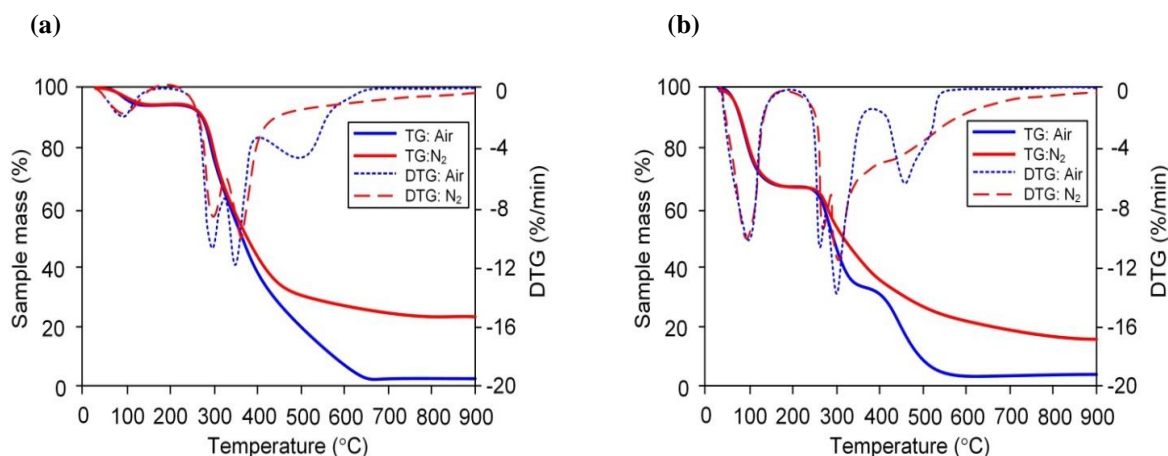 (a)
(b)
100
80
60
40
20
0
Sample mass (%)
0
-4
-8
-12
-16
-20
DTG (%/min)
TG: Air
TG:N₂
DTG: Air
DTG: N₂
0 100 200 300 400 500 600 700 800 900
Temperature (°C)
100
80
60
40
20
0
Sample mass (%)
0
-4
-8
-12
-16
-20
DTG (%/min)
TG: Air
TG:N₂
DTG: Air
DTG: N₂
0 100 200 300 400 500 600 700 800 900
Temperature (°C)